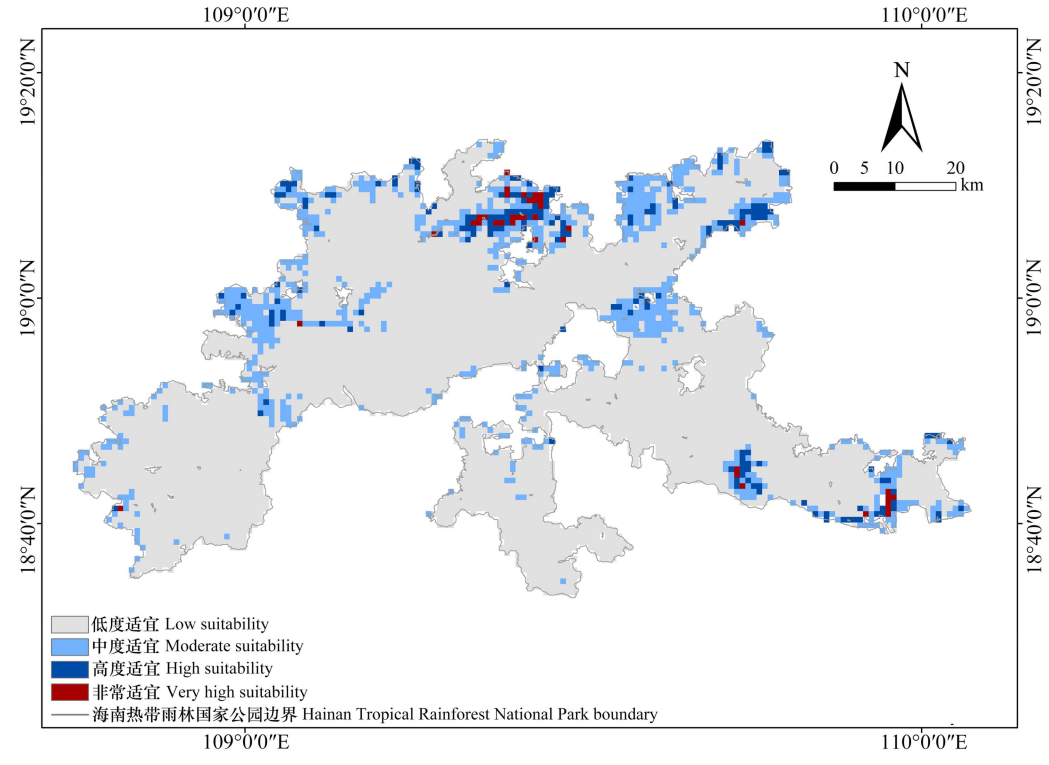 109°0′0″E 110°0′0″E
19°20′0″N 19°20′0″N
N
0 5 10 20
km
19°0′0″N 19°0′0″N
18°40′0″N 18°40′0″N
低度适宜 Low suitability
中度适宜 Moderate suitability
高度适宜 High suitability
非常适宜 Very high suitability
海南热带雨林国家公园边界 Hainan Tropical Rainforest National Park boundary
109°0′0″E 110°0′0″E